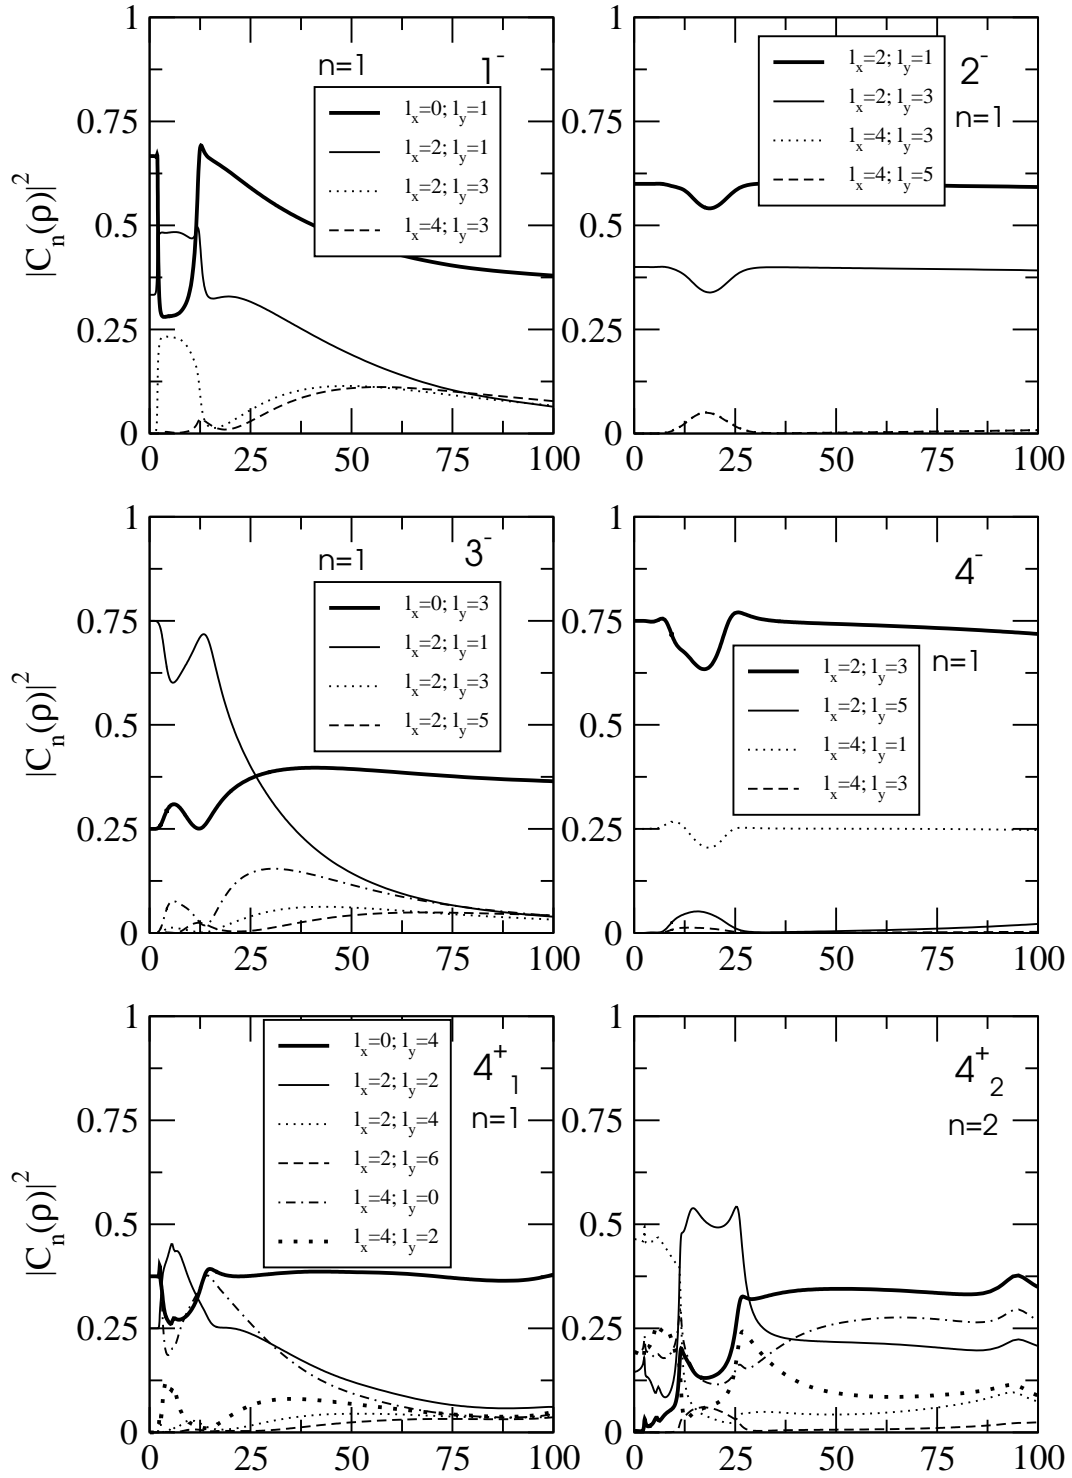 1
n=1
1⁻
l_x=0; l_y=1
l_x=2; l_y=1
l_x=2; l_y=3
l_x=4; l_y=3
0.75
0.5
0.25
0
|C_n(ρ)|²
0 25 50 75 100
1
2⁻
n=1
l_x=2; l_y=1
l_x=2; l_y=3
l_x=4; l_y=3
l_x=4; l_y=5
0.75
0.5
0.25
0
0 25 50 75 100
1
n=1
3⁻
l_x=0; l_y=3
l_x=2; l_y=1
l_x=2; l_y=3
l_x=2; l_y=5
0.75
0.5
0.25
0
|C_n(ρ)|²
0 25 50 75 100
1
4⁻
n=1
l_x=2; l_y=3
l_x=2; l_y=5
l_x=4; l_y=1
l_x=4; l_y=3
0.75
0.5
0.25
0
0 25 50 75 100
1
4⁺₁
n=1
l_x=0; l_y=4
l_x=2; l_y=2
l_x=2; l_y=4
l_x=2; l_y=6
l_x=4; l_y=0
l_x=4; l_y=2
0.75
0.5
0.25
0
|C_n(ρ)|²
0 25 50 75 100
1
4⁺₂
n=2
0.75
0.5
0.25
0
0 25 50 75 100